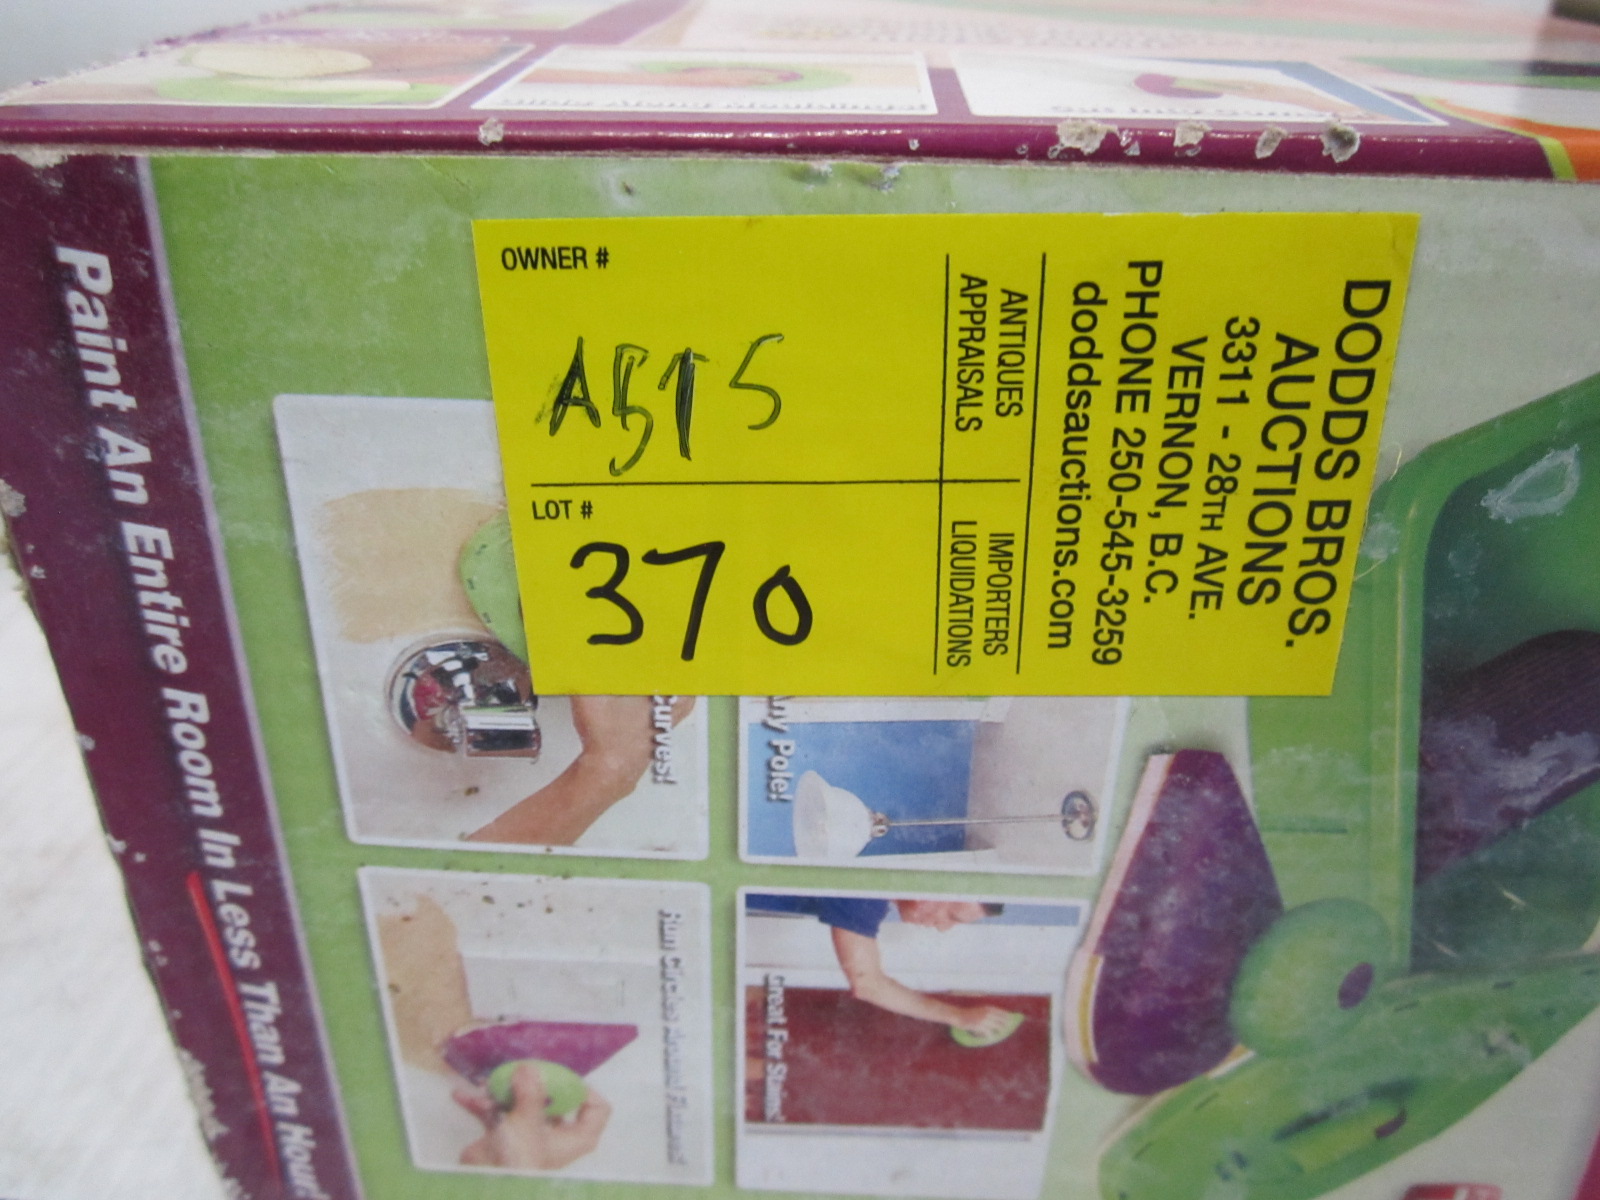 OWNER #
A515
LOT #
370
ANTIQUES
APPRAISALS
IMPORTERS
LIQUIDATIONS
DODDS BROS.
AUCTIONS
3311 - 28TH AVE.
VERNON, B.C.
PHONE 250-545-3259
doddsauctions.com
Paint An Entire Room In Less Than An Hour!
Curves!
Any Pole!
Great For Stains!